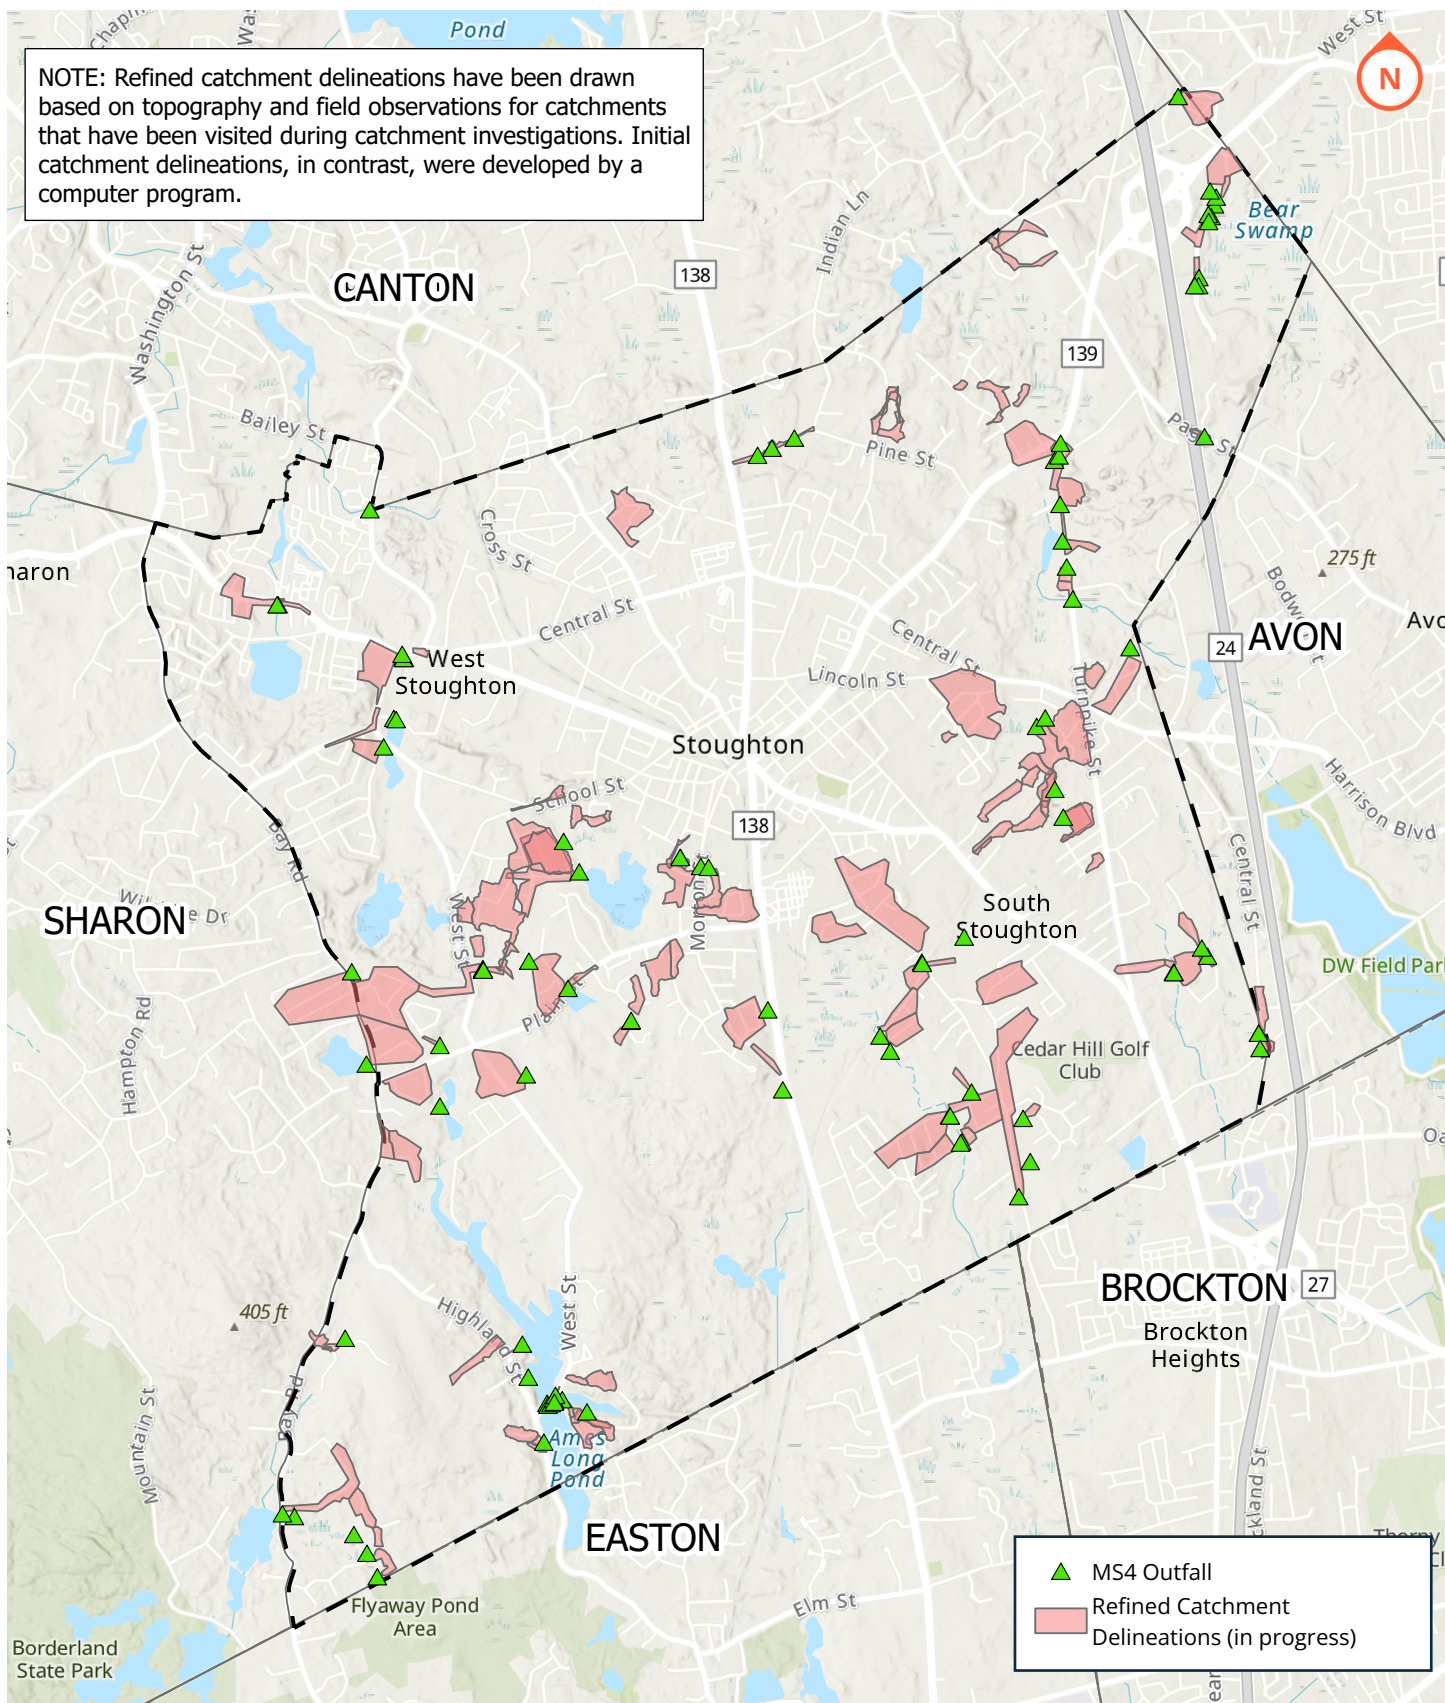 Pond
West St
N
NOTE: Refined catchment delineations have been drawn
based on topography and field observations for catchments
that have been visited during catchment investigations. Initial
catchment delineations, in contrast, were developed by a
computer program.
Indian Ln
Bear
Swamp
Washington St
CANTON
138
139
Bailey St
Pine St
Cross St
275 ft
Central St
Central St
24
AVON
West
Stoughton
Lincoln St
Turnpike St
Stoughton
School St
138
Harrison Blvd
Bay Rd
Central St
SHARON
West St
South
Stoughton
DW Field Par
Hampton Rd
Plain St
Cedar Hill Golf
Club
405 ft
Highland St
West St
BROCKTON
27
Brockton
Heights
Mountain St
Bay Rd
Ames
Long
Pond
EASTON
Flyaway Pond
Area
Elm St
Borderland
State Park
MS4 Outfall
Refined Catchment
Delineations (in progress)